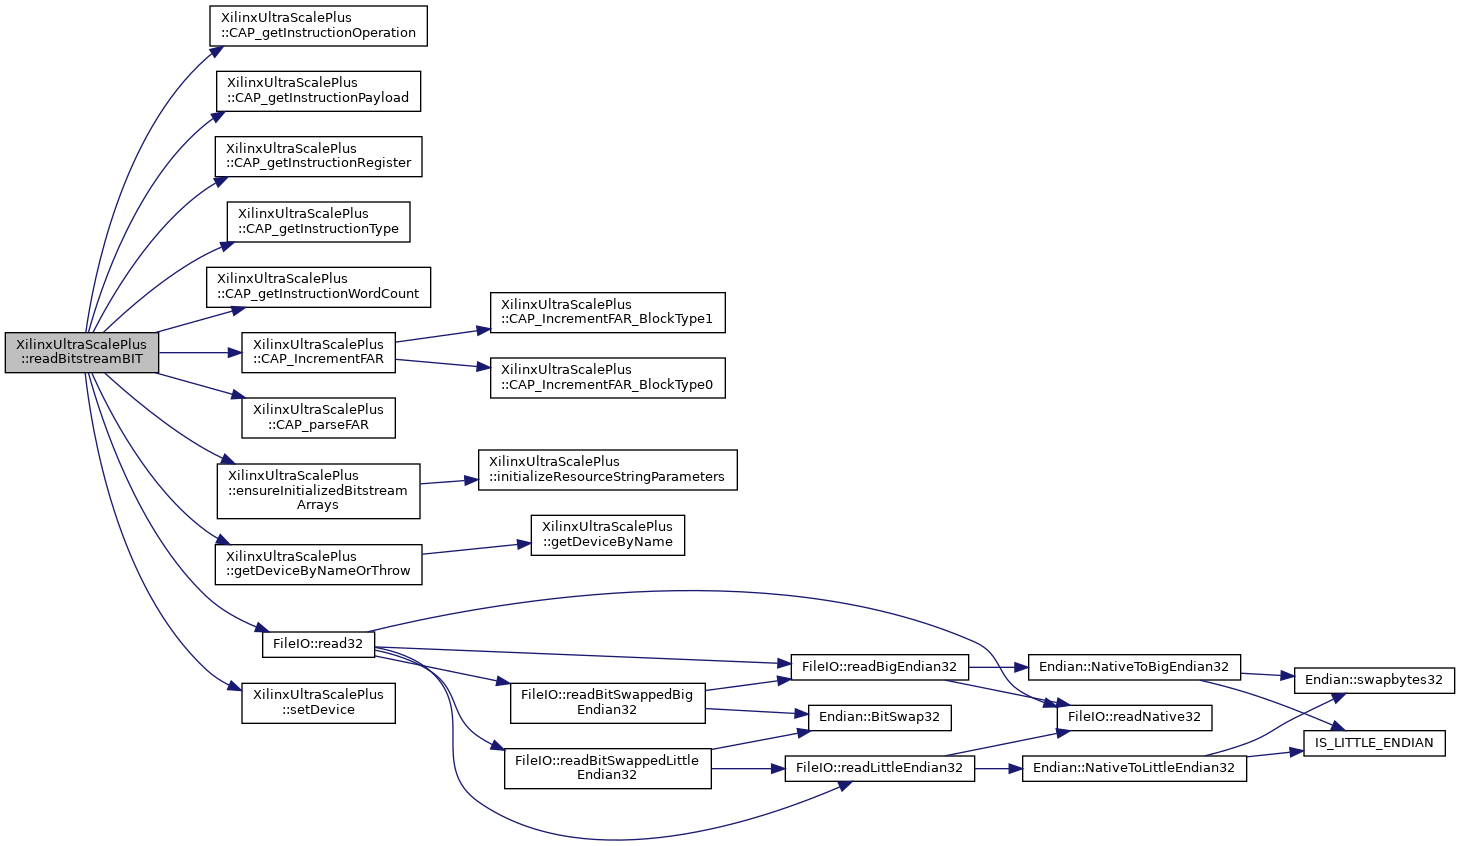 XilinxUltraScalePlus
::readBitstreamBIT
XilinxUltraScalePlus
::CAP_getInstructionOperation
XilinxUltraScalePlus
::CAP_getInstructionPayload
XilinxUltraScalePlus
::CAP_getInstructionRegister
XilinxUltraScalePlus
::CAP_getInstructionType
XilinxUltraScalePlus
::CAP_getInstructionWordCount
XilinxUltraScalePlus
::CAP_IncrementFAR
XilinxUltraScalePlus
::CAP_IncrementFAR_BlockType1
XilinxUltraScalePlus
::CAP_IncrementFAR_BlockType0
XilinxUltraScalePlus
::CAP_parseFAR
XilinxUltraScalePlus
::ensureInitializedBitstream
Arrays
XilinxUltraScalePlus
::initializeResourceStringParameters
XilinxUltraScalePlus
::getDeviceByNameOrThrow
XilinxUltraScalePlus
::getDeviceByName
FileIO::read32
XilinxUltraScalePlus
::setDevice
FileIO::readBitSwappedBig
Endian32
FileIO::readBitSwappedLittle
Endian32
FileIO::readBigEndian32
Endian::BitSwap32
FileIO::readLittleEndian32
Endian::NativeToBigEndian32
FileIO::readNative32
Endian::NativeToLittleEndian32
Endian::swapbytes32
IS_LITTLE_ENDIAN